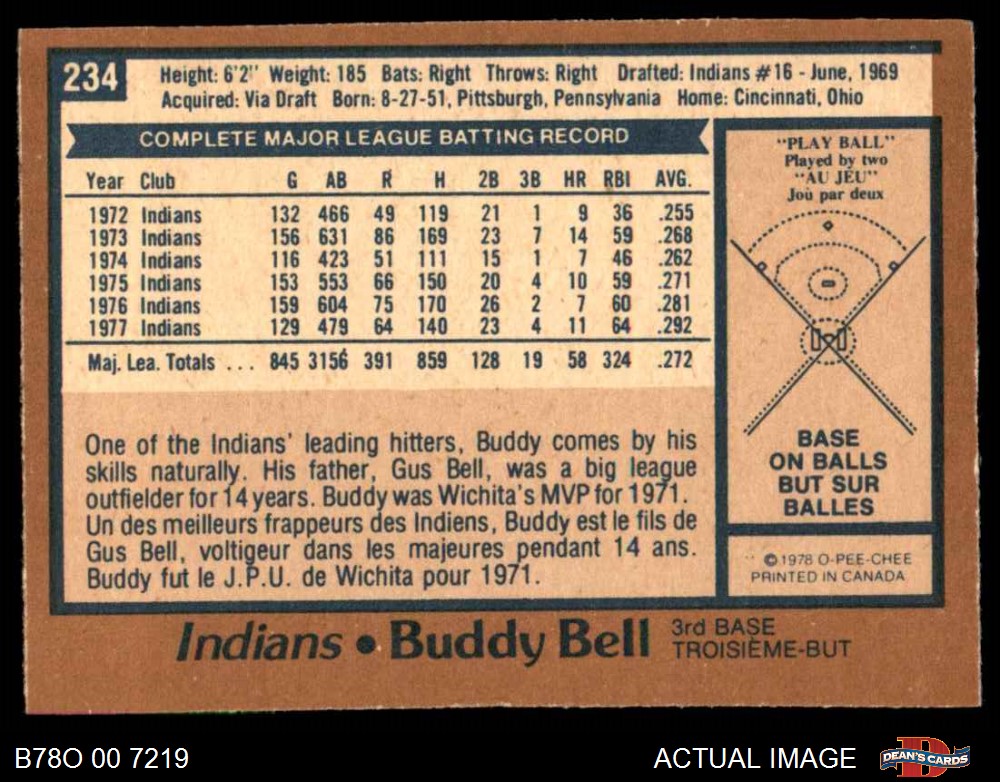 234
Height: 6'2" Weight: 185 Bats: Right Throws: Right Drafted: Indians #16 - June, 1969
Acquired: Via Draft Born: 8-27-51, Pittsburgh, Pennsylvania Home: Cincinnati, Ohio
COMPLETE MAJOR LEAGUE BATTING RECORD
Year Club G AB R H 2B 3B HR RBI AVG.
1972 Indians 132 466 49 119 21 1 9 36 .255
1973 Indians 156 631 86 169 23 7 14 59 .268
1974 Indians 116 423 51 111 15 1 7 46 .262
1975 Indians 153 553 66 150 20 4 10 59 .271
1976 Indians 159 604 75 170 26 2 7 60 .281
1977 Indians 129 479 64 140 23 4 11 64 .292
Maj. Lea. Totals ... 845 3156 391 859 128 19 58 324 .272
One of the Indians' leading hitters, Buddy comes by his
skills naturally. His father, Gus Bell, was a big league
outfielder for 14 years. Buddy was Wichita's MVP for 1971.
Un des meilleurs frappeurs des Indiens, Buddy est le fils de
Gus Bell, voltigeur dans les majeures pendant 14 ans.
Buddy fut le J.P.U. de Wichita pour 1971.
"PLAY BALL"
Played by two
"AU JEU"
Joù par deux
BASE
ON BALLS
BUT SUR
BALLES
©1978 O-PEE-CHEE
PRINTED IN CANADA
Indians • Buddy Bell
3rd BASE
TROISIÈME-BUT
B78O 00 7219
ACTUAL IMAGE
DEAN'S CARDS